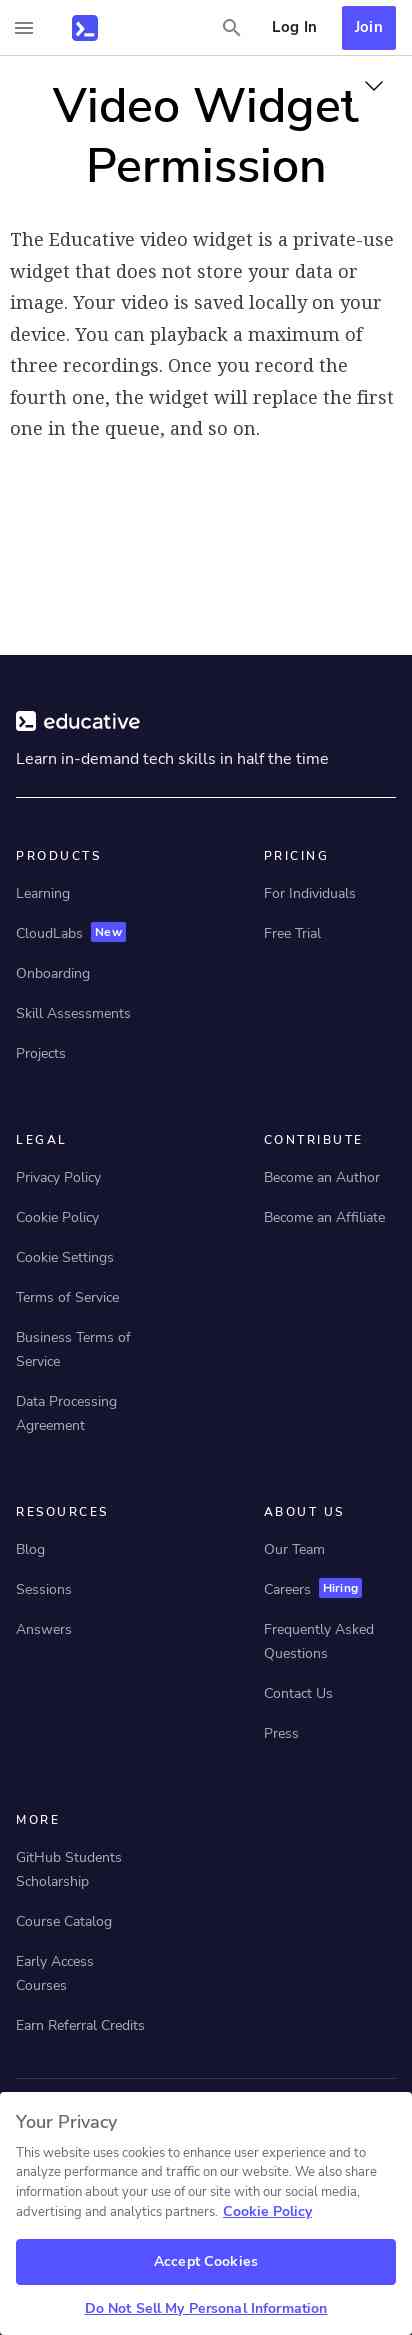 Log In
Join
Video Widget
Permission
The Educative video widget is a private-use
widget that does not store your data or
image. Your video is saved locally on your
device. You can playback a maximum of
three recordings. Once you record the
fourth one, the widget will replace the first
one in the queue, and so on.
educative
Learn in-demand tech skills in half the time
PRODUCTS
Learning
CloudLabs New
Onboarding
Skill Assessments
Projects
PRICING
For Individuals
Free Trial
LEGAL
Privacy Policy
Cookie Policy
Cookie Settings
Terms of Service
Business Terms of
Service
Data Processing
Agreement
CONTRIBUTE
Become an Author
Become an Affiliate
RESOURCES
Blog
Sessions
Answers
ABOUT US
Our Team
Careers Hiring
Frequently Asked
Questions
Contact Us
Press
MORE
GitHub Students
Scholarship
Course Catalog
Early Access
Courses
Earn Referral Credits
Your Privacy
This website uses cookies to enhance user experience and to
analyze performance and traffic on our website. We also share
information about your use of our site with our social media,
advertising and analytics partners. Cookie Policy
Accept Cookies
Do Not Sell My Personal Information